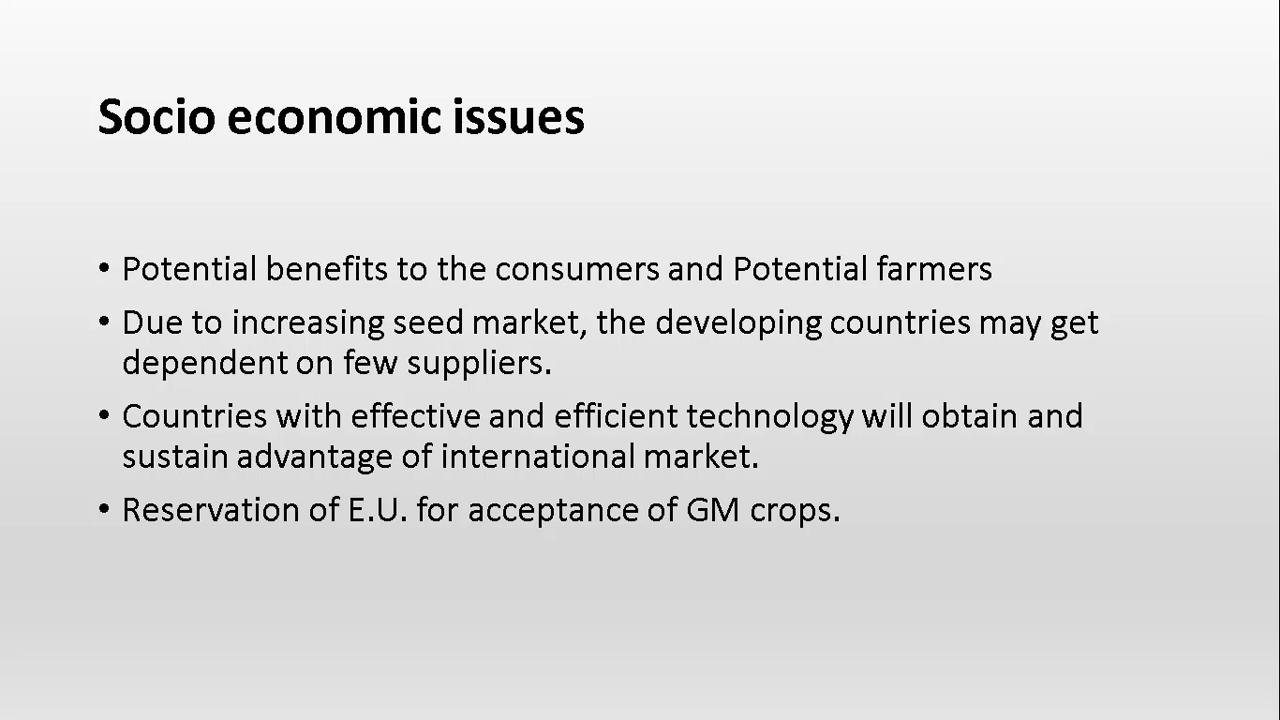 Socio economic issues
• Potential benefits to the consumers and Potential farmers
• Due to increasing seed market, the developing countries may get
dependent on few suppliers.
• Countries with effective and efficient technology will obtain and
sustain advantage of international market.
• Reservation of E.U. for acceptance of GM crops.